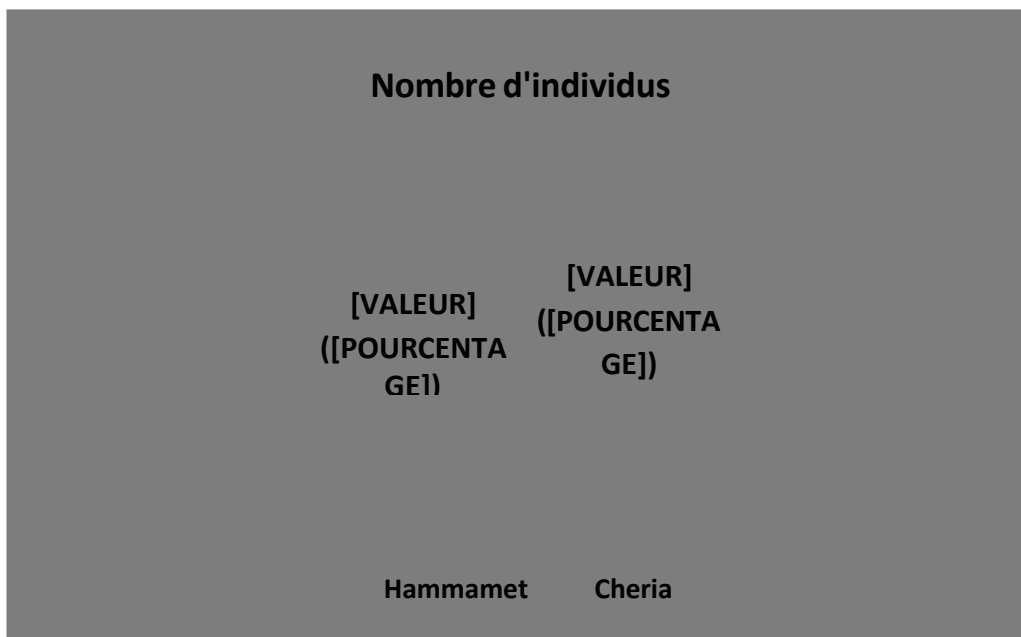 Nombre d'individus
[VALEUR]
([POURCENTA
GE])
[VALEUR]
([POURCENTA
GE])
Hammamet Cheria